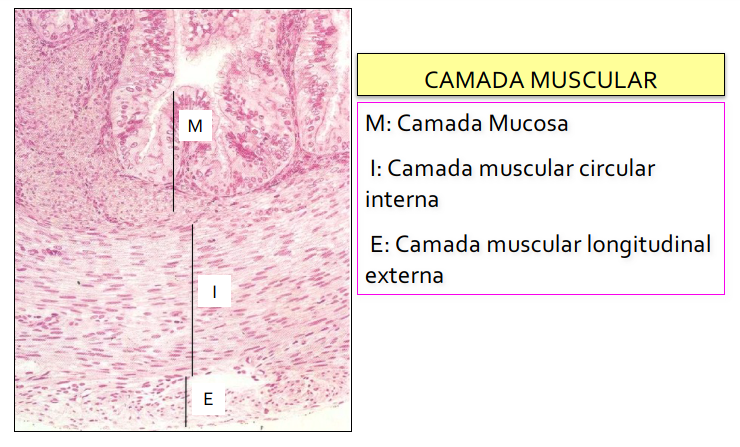 M
I
E
CAMADA MUSCULAR
M: Camada Mucosa
I: Camada muscular circular
interna
E: Camada muscular longitudinal
externa